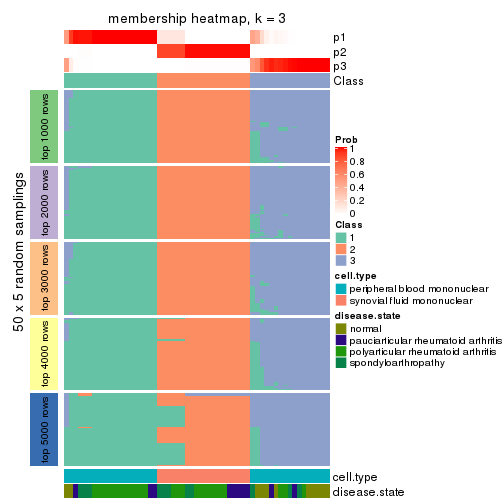 membership heatmap, k = 3
p1
p2
p3
Class
50 x 5 random samplings
top 1000 rows
top 2000 rows
top 3000 rows
top 4000 rows
top 5000 rows
cell.type
disease.state
Prob
1
0.8
0.6
0.4
0.2
0
Class
1
2
3
cell.type
peripheral blood mononuclear
synovial fluid mononuclear
disease.state
normal
pauciarticular rheumatoid arthritis
polyarticular rheumatoid arthritis
spondyloarthropathy